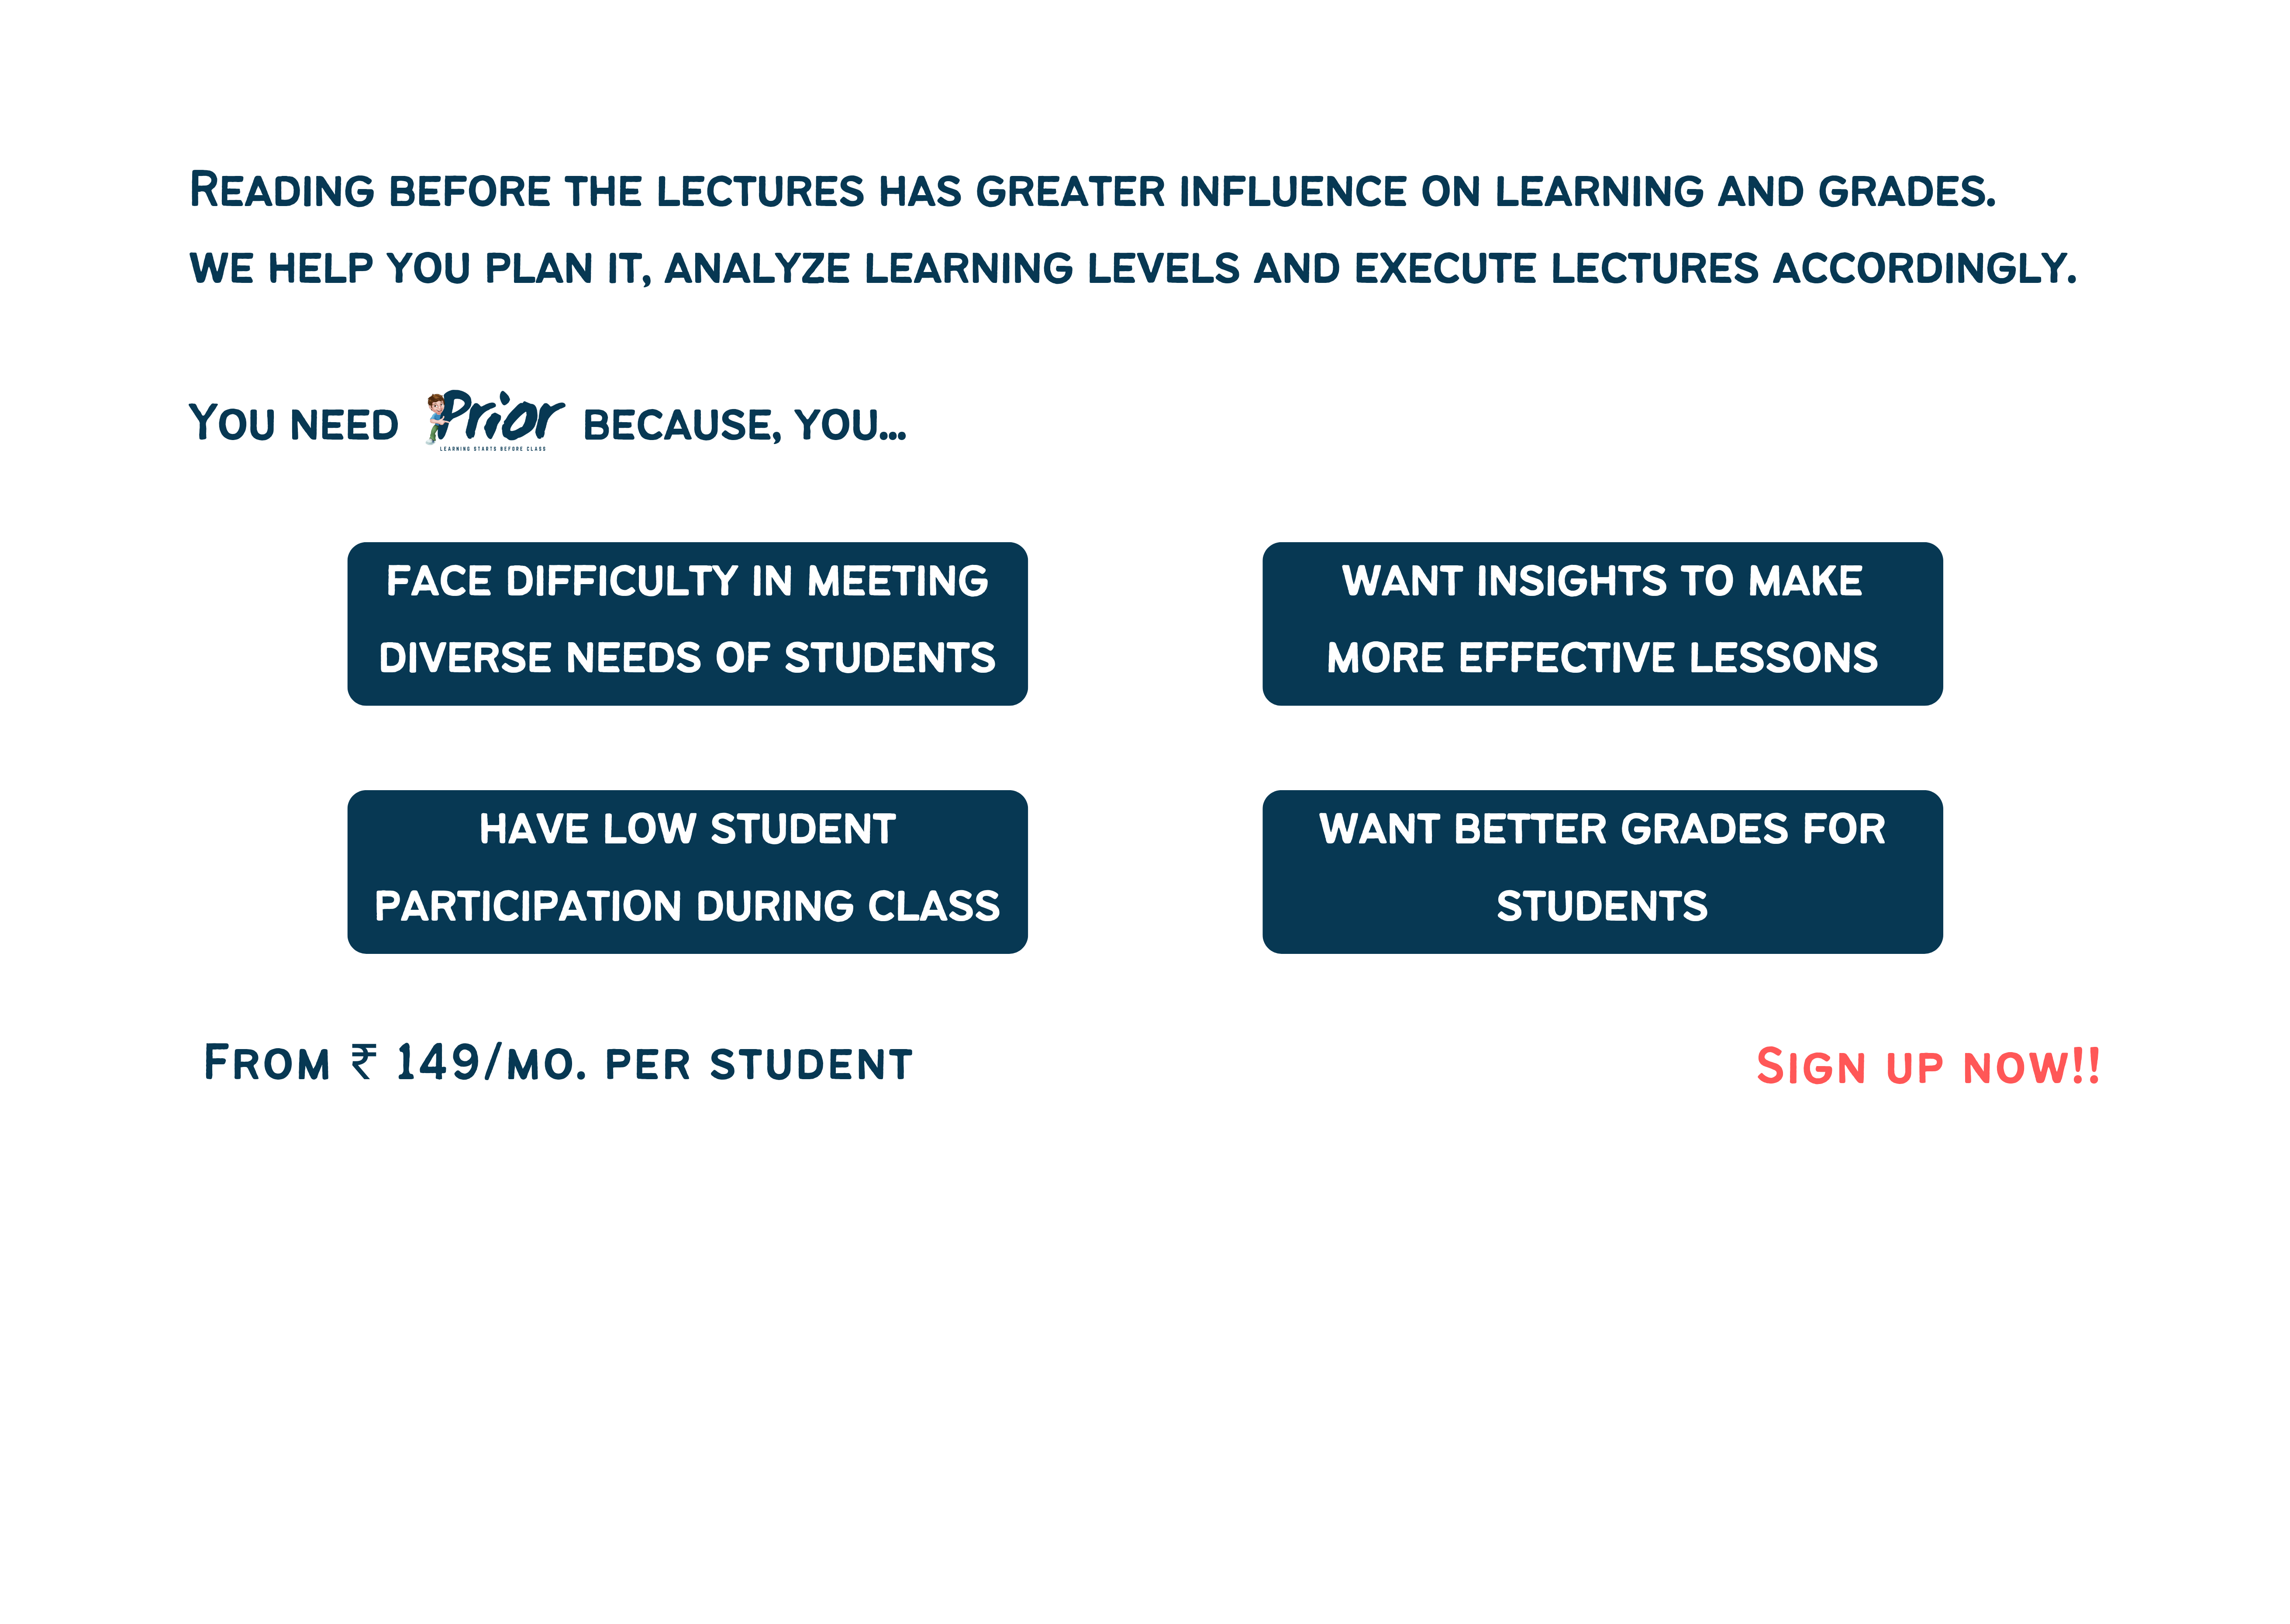 Reading before the lectures has greater influence on learning and grades.
we help you plan it, analyze learning levels and execute lectures accordingly.
You need Prior because, you...
LEARNING STARTS BEFORE CLASS
face difficulty in meeting
diverse needs of students
want insights to make
more effective lessons
have low student
participation during class
want better grades for
students
From ₹ 149/mo. per student
Sign up now!!